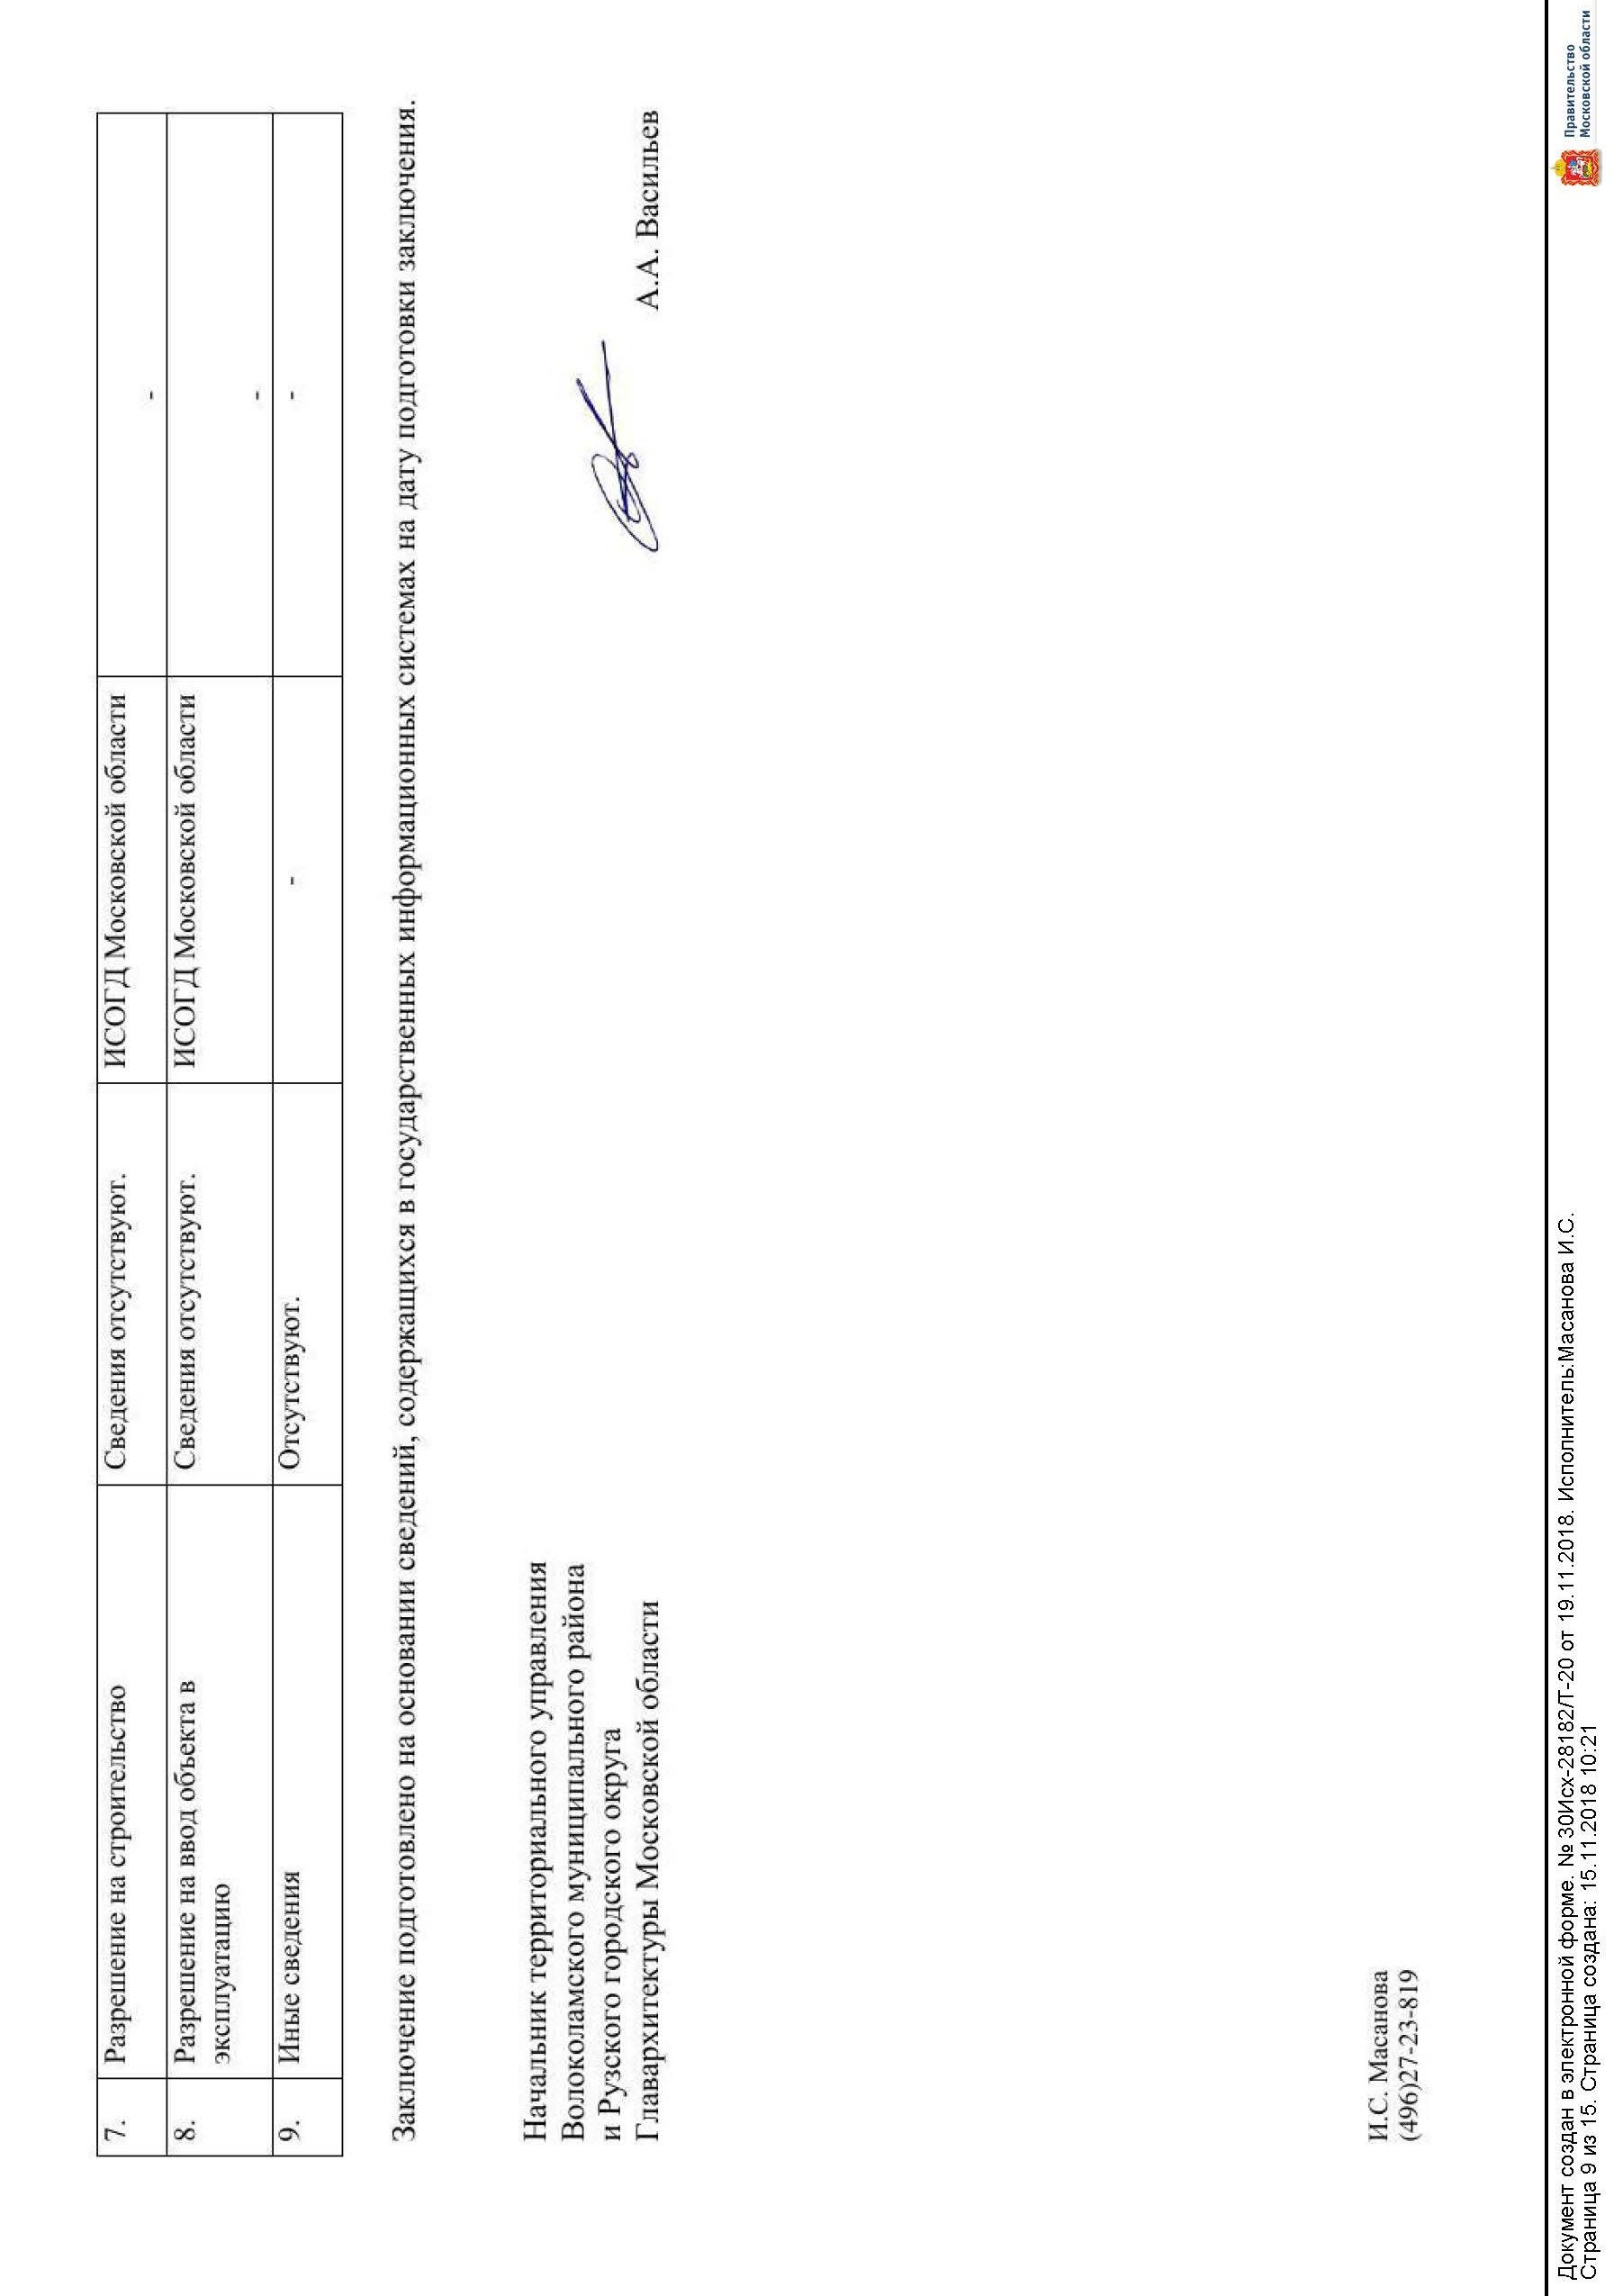 7. Разрешение на строительство Сведения отсутствуют. ИСОГД Московской области -
8. Разрешение на ввод объекта в Сведения отсутствуют. ИСОГД Московской области
эксплуатацию -
9. Иные сведения Отсутствуют. - -
Заключение подготовлено на основании сведений, содержащихся в государственных информационных системах на дату подготовки заключения.
Начальник территориального управления
Волоколамского муниципального района
и Рузского городского округа
Главархитектуры Московской области А.А. Васильев
И.С. Масанова
(496)27-23-819
Документ создан в электронной форме. № 30Исх-28182/Т-20 от 19.11.2018. Исполнитель:Масанова И.С.
Страница 9 из 15. Страница создана: 15.11.2018 10:21
Правительство
Московской области